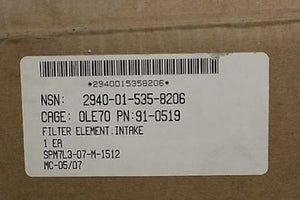 *2940015358206*
NSN: 2940-01-535-8206
CAGE: OLE70 PN:91-0519
FILTER ELEMENT.INTAKE
1 EA
SPM7L3-07-M-1512
MC-05/07